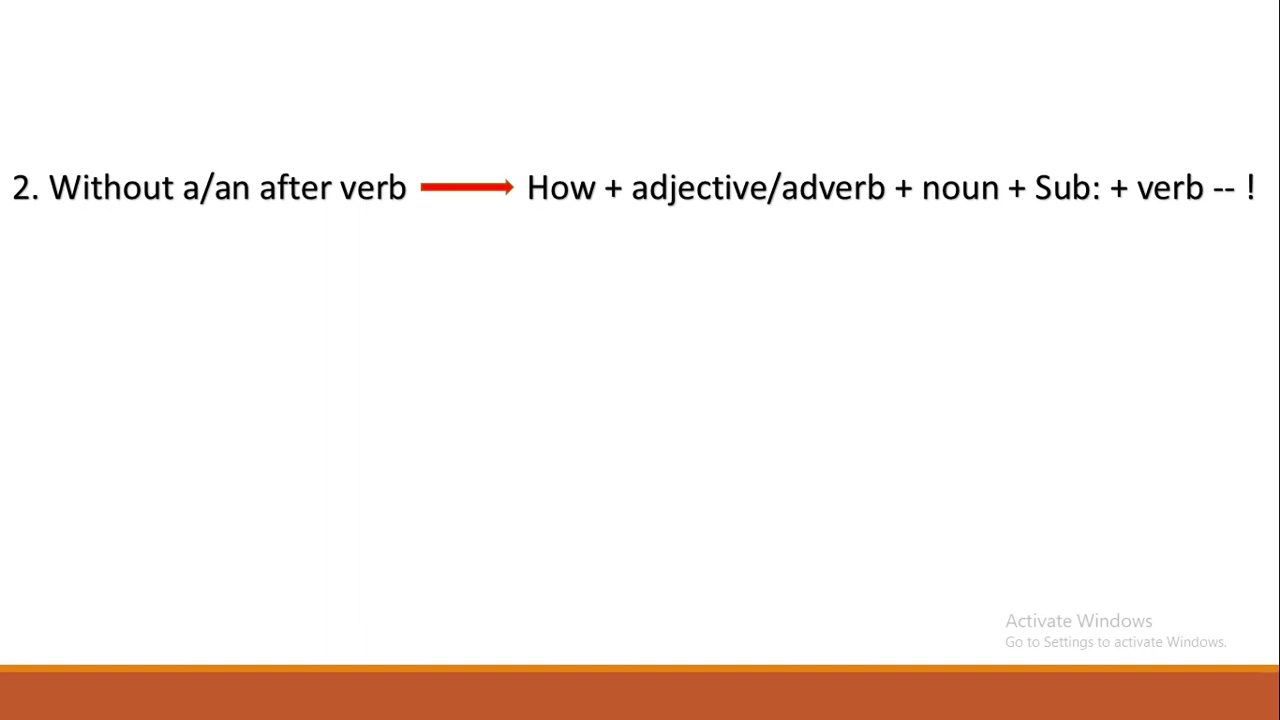 2. Without a/an after verb How + adjective/adverb + noun + Sub: + verb -- !
Activate Windows
Go to Settings to activate Windows.